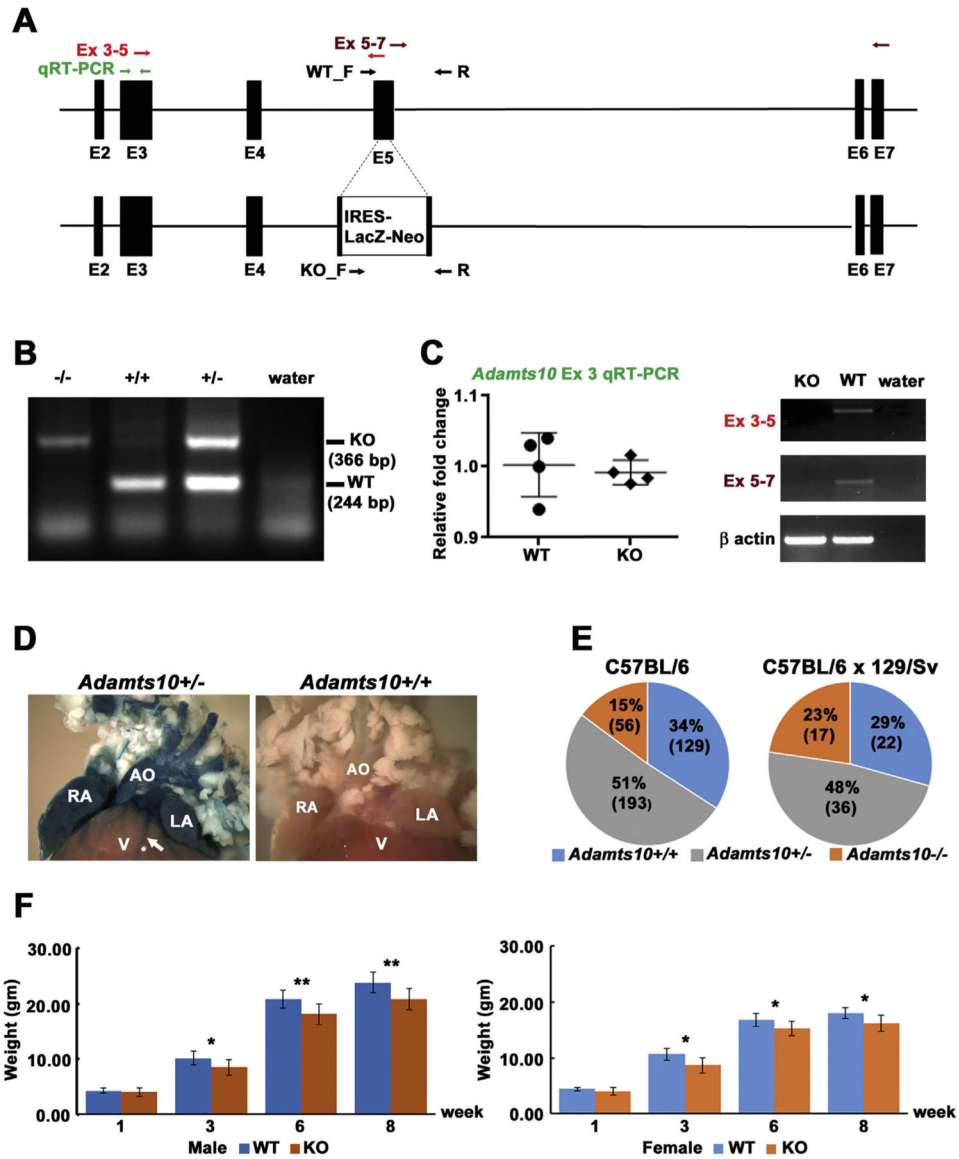 A
Ex 3-5
qRT-PCR
Ex 5-7
WT_F
R
E2
E3
E4
E5
E6
E7
IRES-
LacZ-Neo
E2
E3
E4
KO_F
R
E6
E7
B
-/-
+/+
+/-
water
KO
(366 bp)
WT
(244 bp)
C
Adamts10 Ex 3 qRT-PCR
Relative fold change
1.1
1.0
0.9
WT
KO
KO
WT
water
Ex 3-5
Ex 5-7
β actin
D
Adamts10+/-
AO
RA
LA
V
Adamts10+/+
AO
RA
LA
V
E
C57BL/6
15%
(56)
34%
(129)
51%
(193)
C57BL/6 x 129/Sv
23%
(17)
29%
(22)
48%
(36)
Adamts10+/+
Adamts10+/-
Adamts10-/-
F
Weight (gm)
30.00
20.00
10.00
0.00
*
**
**
1
3
6
8
week
Male
WT
KO
Weight (gm)
30.00
20.00
10.00
0.00
*
*
*
1
3
6
8
week
Female
WT
KO